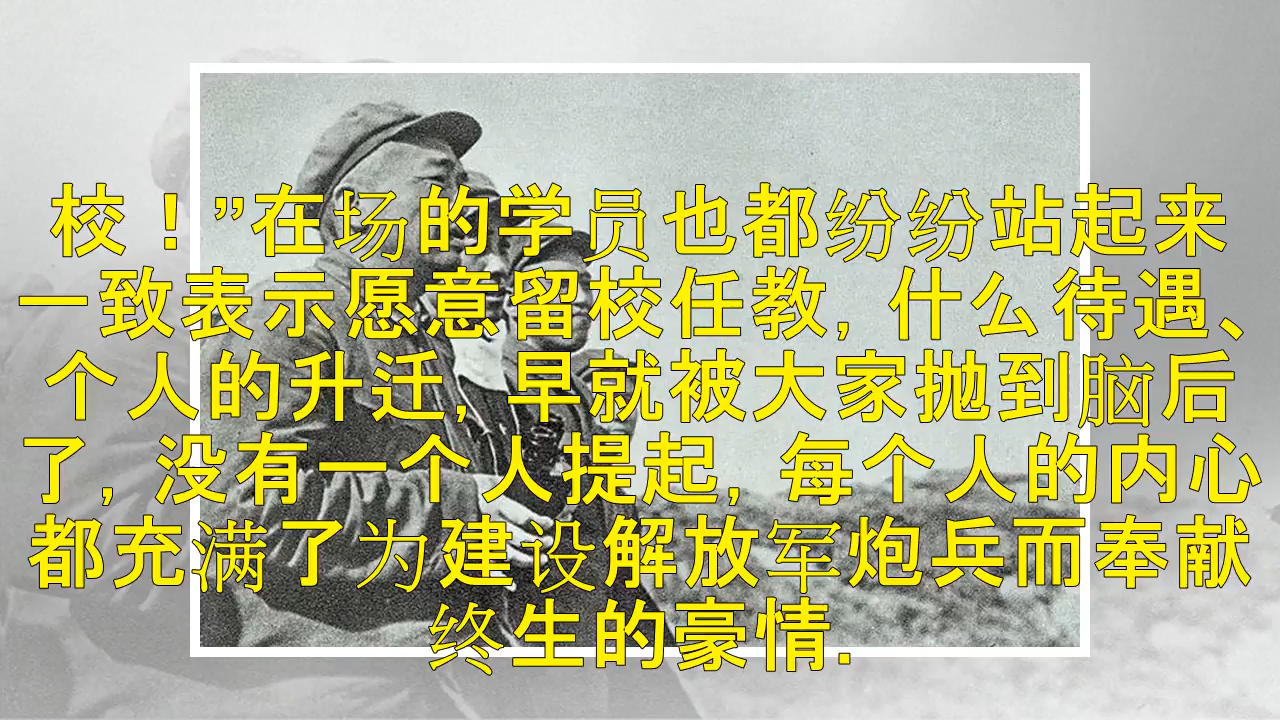 校！”在场的学员也都纷纷站起来
一致表示愿意留校任教, 什么待遇、
个人的升迁, 早就被大家抛到脑后
了, 没有一个人提起, 每个人的内心
都充满了为建设解放军炮兵而奉献
终生的豪情.